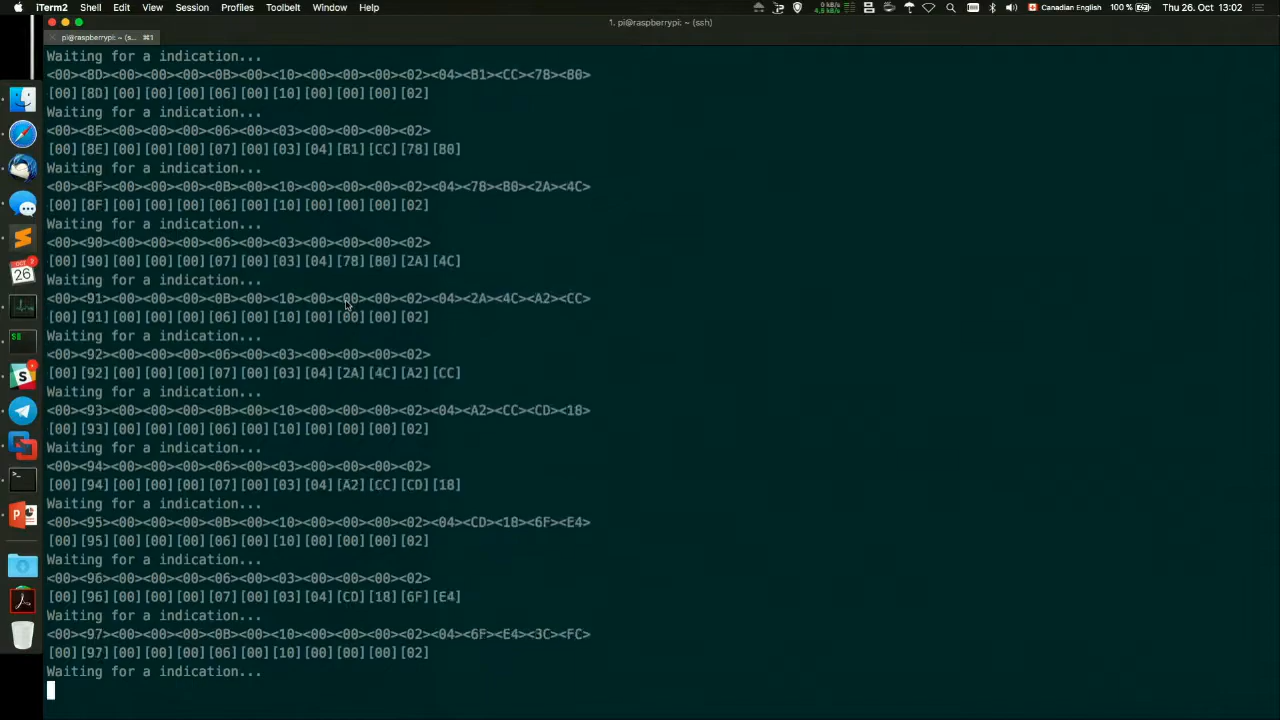 iTerm2 Shell Edit View Session Profiles Toolbelt Window Help 0 kB/s 4.5 kB/s Canadian English 100 % Thu 26. Oct 13:02
1. pi@raspberrypi: ~ (ssh)
pi@raspberrypi: ~ (s... ⌘1
Waiting for a indication...
<00><8D><00><00><00><0B><00><10><00><00><00><02><04><B1><CC><78><80>
[00][8D][00][00][00][06][00][10][00][00][00][02]
Waiting for a indication...
<00><8E><00><00><00><06><00><03><00><00><00><02>
[00][8E][00][00][00][07][00][03][04][B1][CC][78][80]
Waiting for a indication...
<00><8F><00><00><00><0B><00><10><00><00><00><02><04><78><80><2A><4C>
[00][8F][00][00][00][06][00][10][00][00][00][02]
Waiting for a indication...
<00><90><00><00><00><06><00><03><00><00><00><02>
[00][90][00][00][00][07][00][03][04][78][80][2A][4C]
Waiting for a indication...
<00><91><00><00><00><0B><00><10><00><00><00><02><04><2A><4C><A2><CC>
[00][91][00][00][00][06][00][10][00][00][00][02]
Waiting for a indication...
<00><92><00><00><00><06><00><03><00><00><00><02>
[00][92][00][00][00][07][00][03][04][2A][4C][A2][CC]
Waiting for a indication...
<00><93><00><00><00><0B><00><10><00><00><00><02><04><A2><CC><CD><18>
[00][93][00][00][00][06][00][10][00][00][00][02]
Waiting for a indication...
<00><94><00><00><00><06><00><03><00><00><00><02>
[00][94][00][00][00][07][00][03][04][A2][CC][CD][18]
Waiting for a indication...
<00><95><00><00><00><0B><00><10><00><00><00><02><04><CD><18><6F><E4>
[00][95][00][00][00][06][00][10][00][00][00][02]
Waiting for a indication...
<00><96><00><00><00><06><00><03><00><00><00><02>
[00][96][00][00][00][07][00][03][04][CD][18][6F][E4]
Waiting for a indication...
<00><97><00><00><00><0B><00><10><00><00><00><02><04><6F><E4><3C><FC>
[00][97][00][00][00][06][00][10][00][00][00][02]
Waiting for a indication...